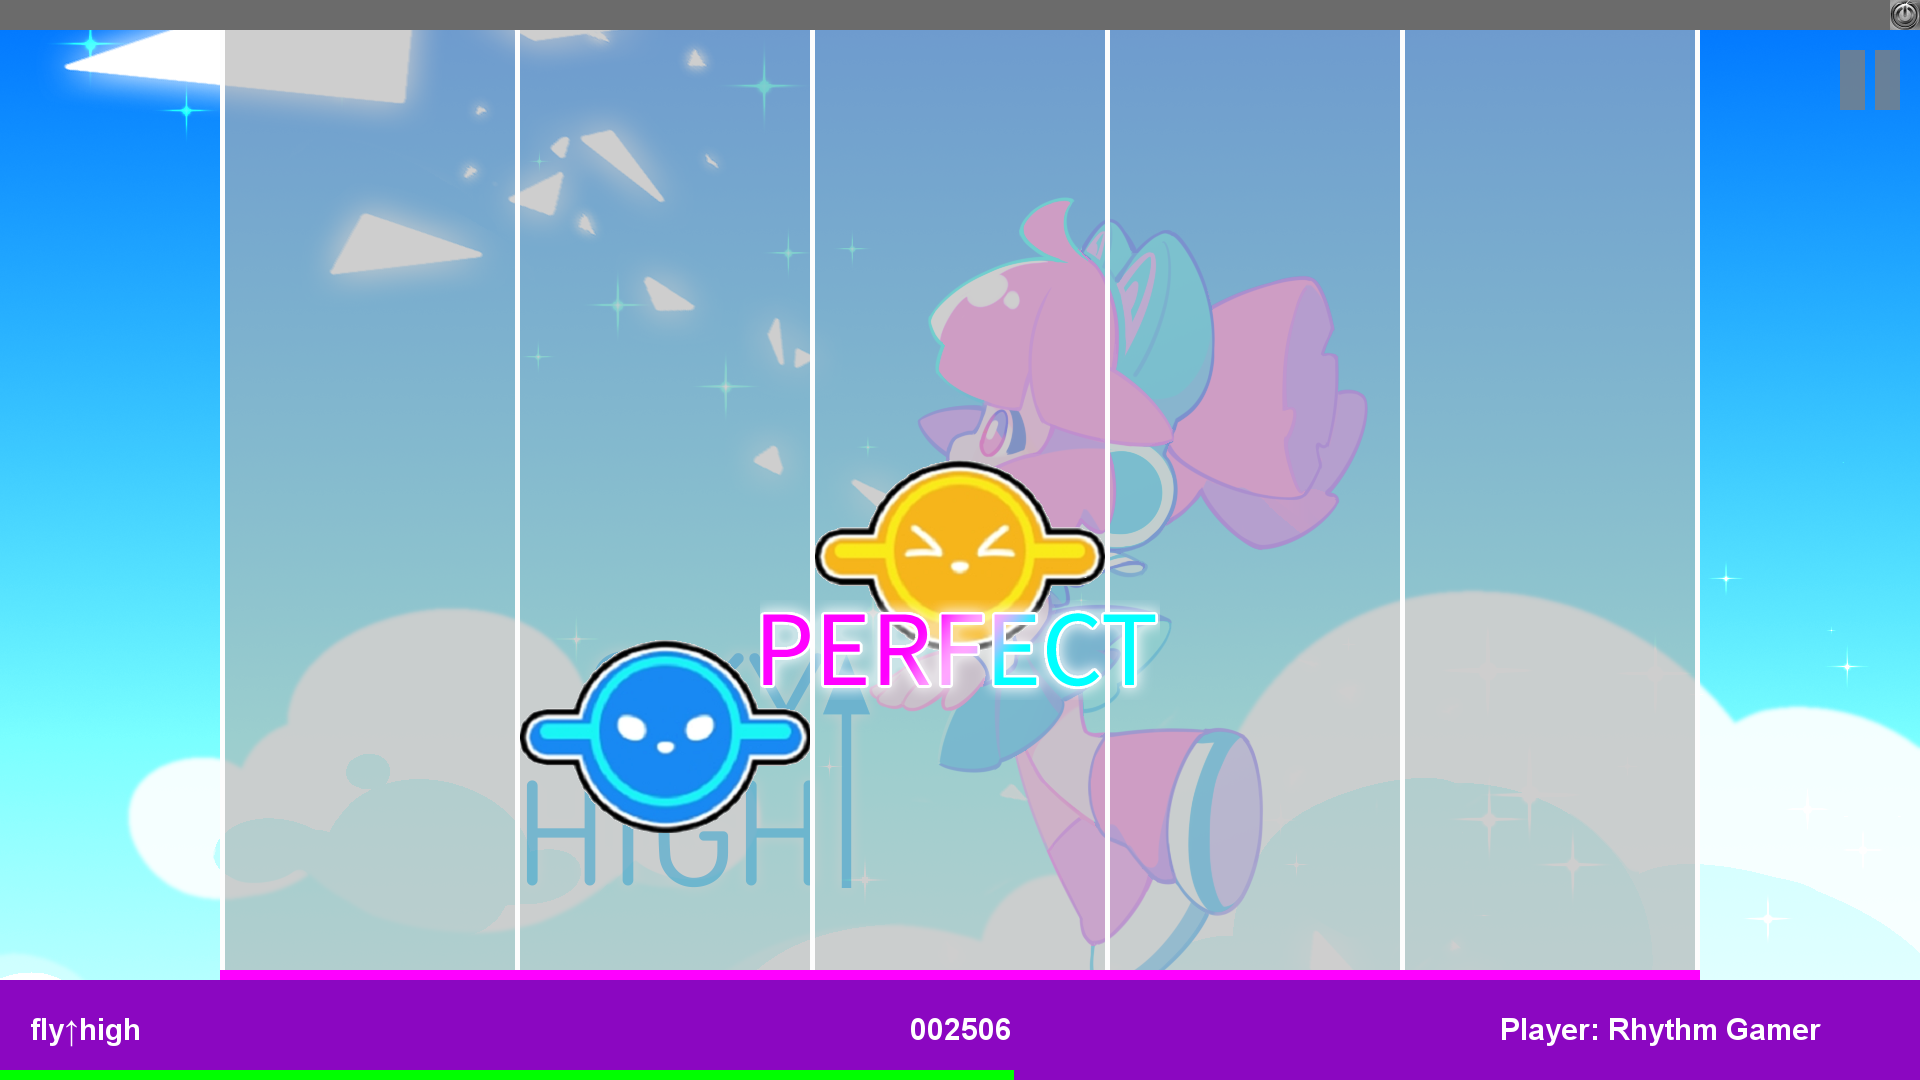 PERFECT
HIGH↑
fly↑high
002506
Player: Rhythm Gamer